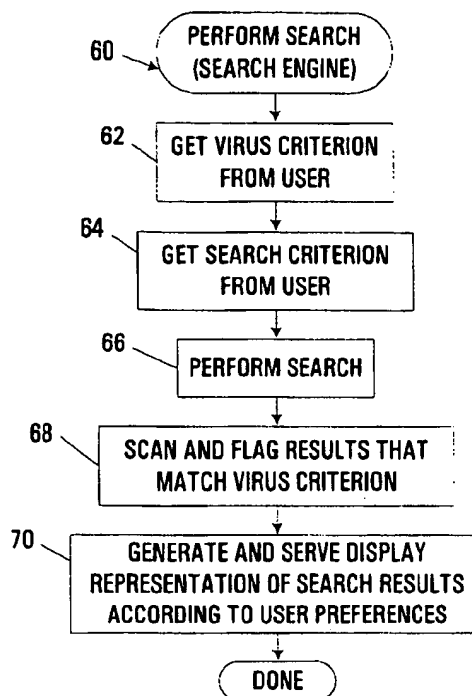 PERFORM SEARCH
(SEARCH ENGINE)
60
62
GET VIRUS CRITERION
FROM USER
64
GET SEARCH CRITERION
FROM USER
66
PERFORM SEARCH
68
SCAN AND FLAG RESULTS THAT
MATCH VIRUS CRITERION
70
GENERATE AND SERVE DISPLAY
REPRESENTATION OF SEARCH RESULTS
ACCORDING TO USER PREFERENCES
DONE